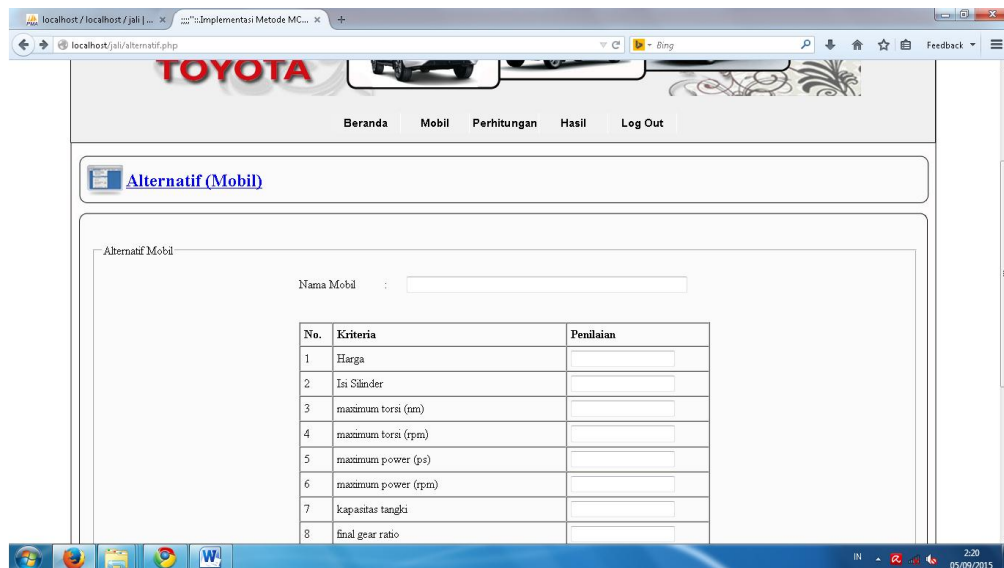 localhost / localhost / jali | ...
;;;;"::.Implementasi Metode MC...
localhost/jali/alternatif.php
Bing
Feedback
TOYOTA
Beranda Mobil Perhitungan Hasil Log Out
Alternatif (Mobil)
Alternatif Mobil
Nama Mobil :
No. Kriteria Penilaian
1 Harga
2 Isi Silinder
3 maximum torsi (nm)
4 maximum torsi (rpm)
5 maximum power (ps)
6 maximum power (rpm)
7 kapasitas tangki
8 final gear ratio
IN
2:20
05/09/2015